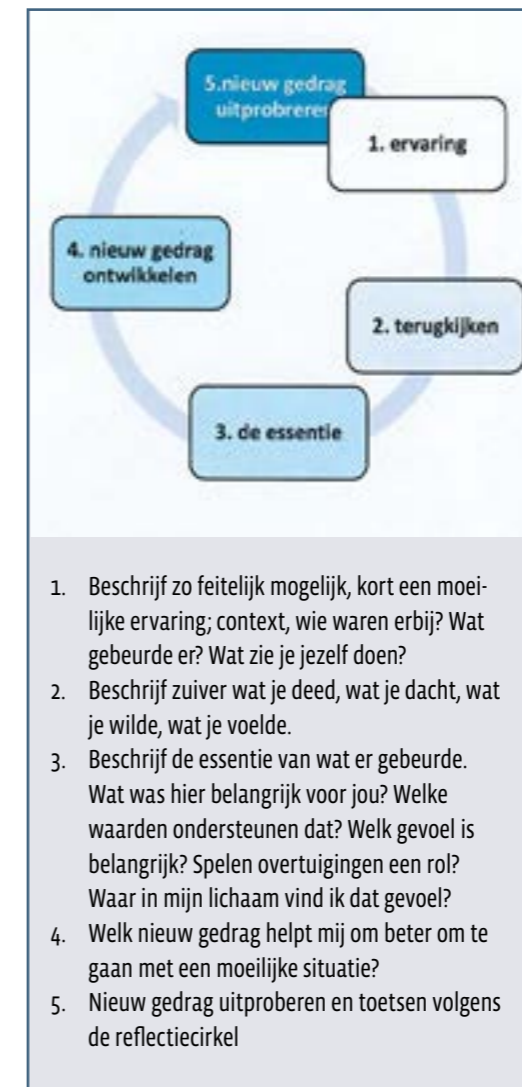 5.nieuw gedrag
uitprobreren
1. ervaring
4. nieuw gedrag
ontwikkelen
2. terugkijken
3. de essentie
1. Beschrijf zo feitelijk mogelijk, kort een moei-
lijke ervaring; context, wie waren erbij? Wat
gebeurde er? Wat zie je jezelf doen?
2. Beschrijf zuiver wat je deed, wat je dacht, wat
je wilde, wat je voelde.
3. Beschrijf de essentie van wat er gebeurde.
Wat was hier belangrijk voor jou? Welke
waarden ondersteunen dat? Welk gevoel is
belangrijk? Spelen overtuigingen een rol?
Waar in mijn lichaam vind ik dat gevoel?
4. Welk nieuw gedrag helpt mij om beter om te
gaan met een moeilijke situatie?
5. Nieuw gedrag uitproberen en toetsen volgens
de reflectiecirkel